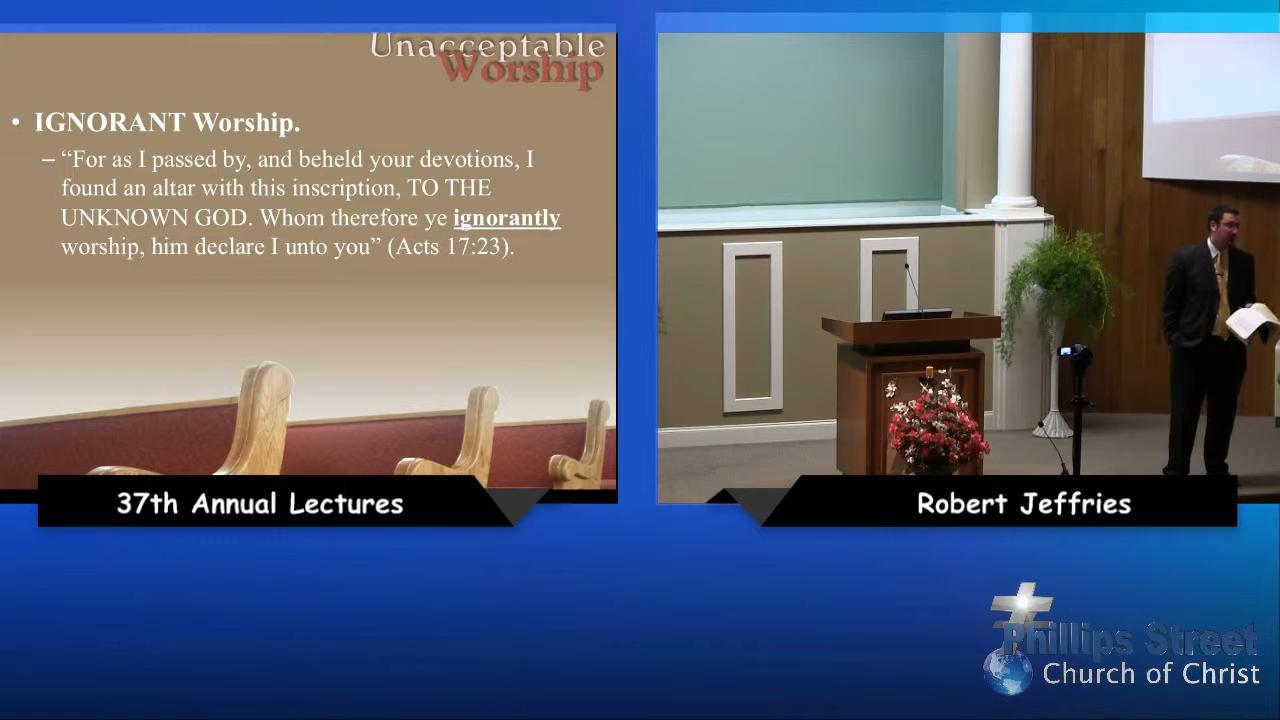 Unacceptable
Worship
• IGNORANT Worship.
– “For as I passed by, and beheld your devotions, I
found an altar with this inscription, TO THE
UNKNOWN GOD. Whom therefore ye ignorantly
worship, him declare I unto you” (Acts 17:23).
37th Annual Lectures
Robert Jeffries
Phillips Street
Church of Christ